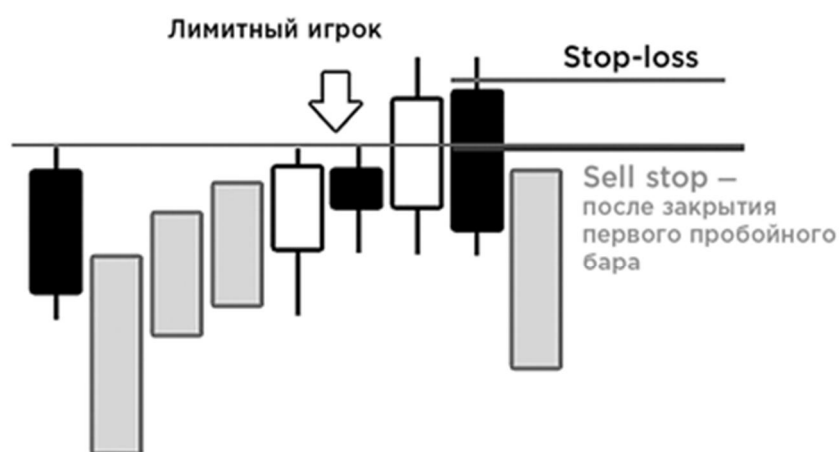 Лимитный игрок
Stop-loss
Sell stop –
после закрытия
первого пробойного
бара